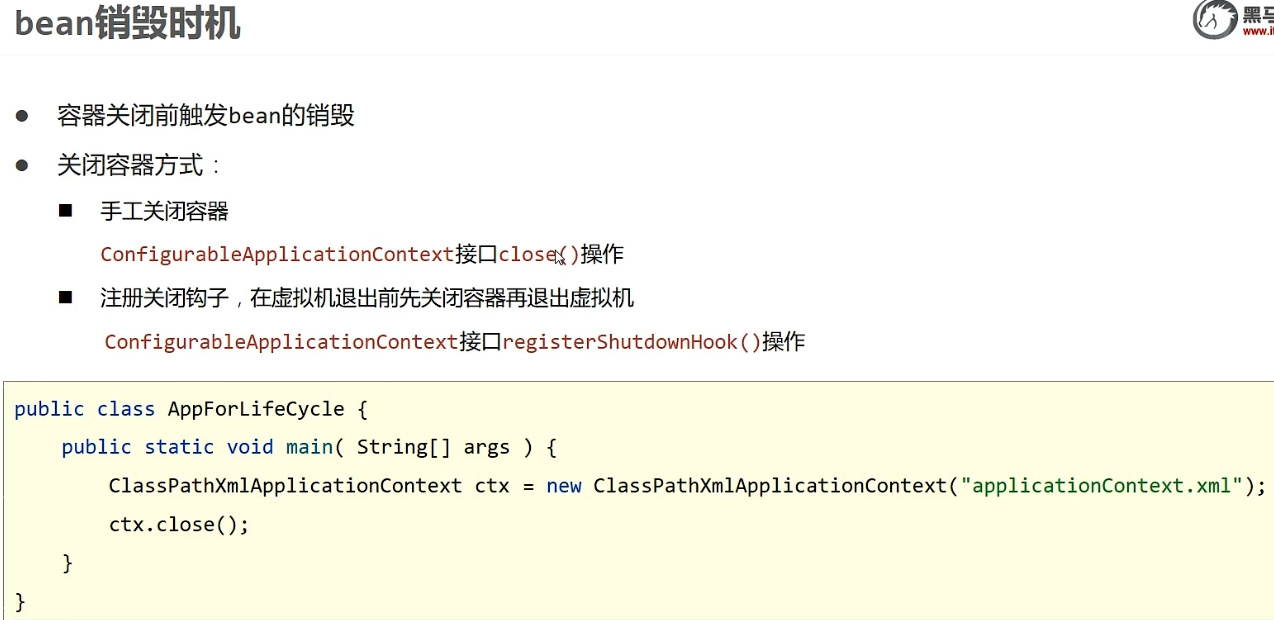 bean销毁时机
黑马
www.it
● 容器关闭前触发bean的销毁
● 关闭容器方式：
■ 手工关闭容器
ConfigurableApplicationContext接口close()操作
■ 注册关闭钩子，在虚拟机退出前先关闭容器再退出虚拟机
ConfigurableApplicationContext接口registerShutdownHook()操作
public class AppForLifeCycle {
    public static void main( String[] args ) {
        ClassPathXmlApplicationContext ctx = new ClassPathXmlApplicationContext("applicationContext.xml");
        ctx.close();
    }
}